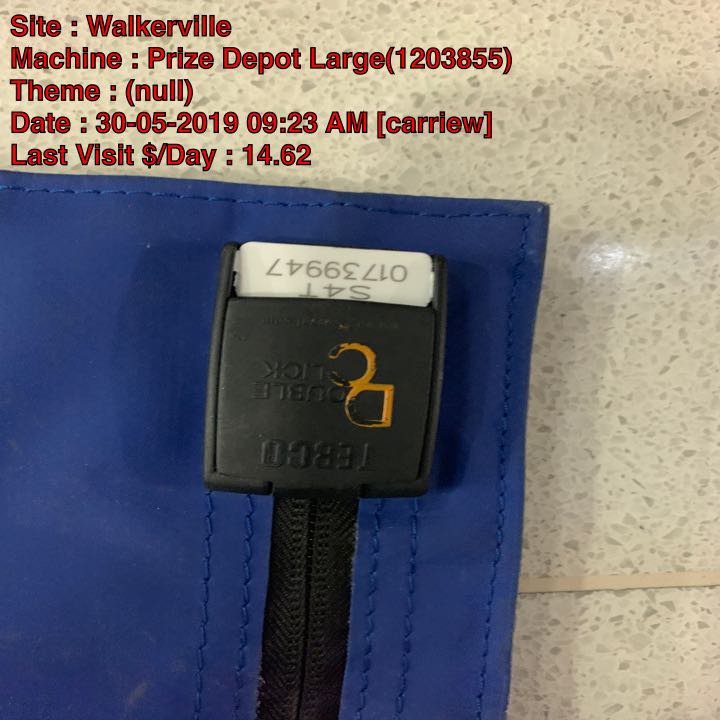 Site : Walkerville
Machine : Prize Depot Large(1203855)
Theme : (null)
Date : 30-05-2019 09:23 AM [carriew]
Last Visit $/Day : 14.62
TEBCO
DOUBLE
CLICK
S4T
01739947